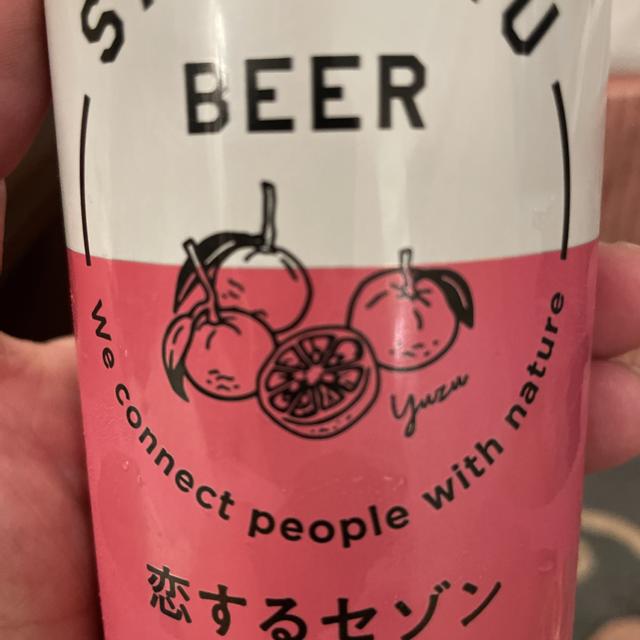 BEER
Yuzu
We connect people with nature
恋するセゾン